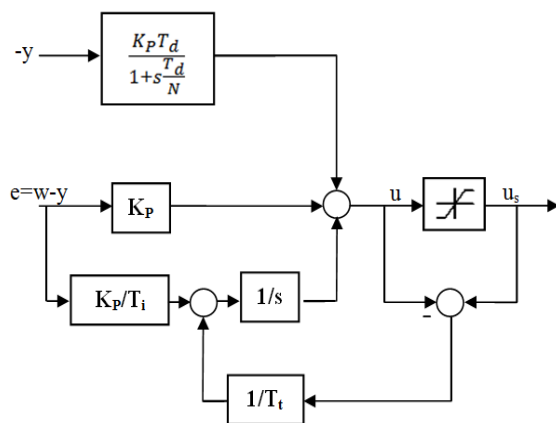 -y
K_P T_d
1+s T_d/N
e=w-y
K_P
u
u_s
K_P/T_i
1/s
-
1/T_t